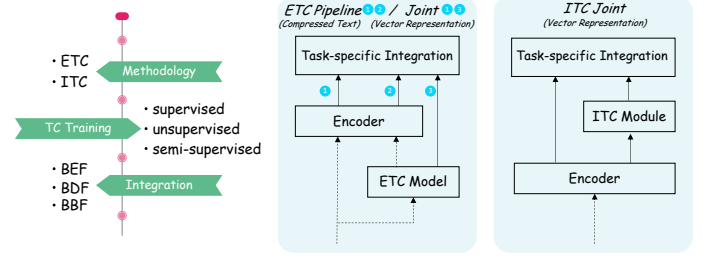 · ETC
· ITC
Methodology
TC Training
· supervised
· unsupervised
· semi-supervised
· BEF
· BDF
· BBF
Integration
ETC Pipeline 1 2 / Joint 1 3
(Compressed Text) (Vector Representation)
Task-specific Integration
1 2 3
Encoder
ETC Model
ITC Joint
(Vector Representation)
Task-specific Integration
ITC Module
Encoder